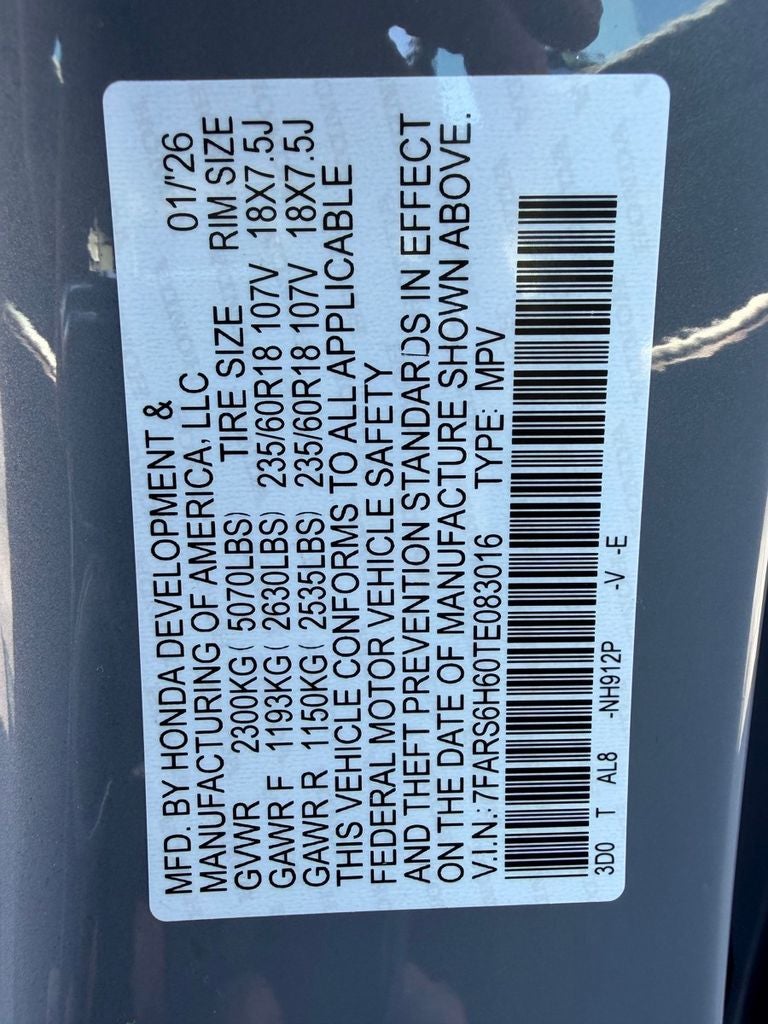 MFD. BY HONDA DEVELOPMENT &
MANUFACTURING OF AMERICA, LLC 01/'26
GVWR 2300KG( 5070LBS) TIRE SIZE RIM SIZE
GAWR F 1193KG( 2630LBS) 235/60R18 107V 18X7.5J
GAWR R 1150KG( 2535LBS) 235/60R18 107V 18X7.5J
THIS VEHICLE CONFORMS TO ALL APPLICABLE
FEDERAL MOTOR VEHICLE SAFETY
AND THEFT PREVENTION STANDARDS IN EFFECT
ON THE DATE OF MANUFACTURE SHOWN ABOVE.
V.I.N.: 7FARS6H60TE083016 TYPE: MPV
3D0 T AL8 -NH912P -V -E